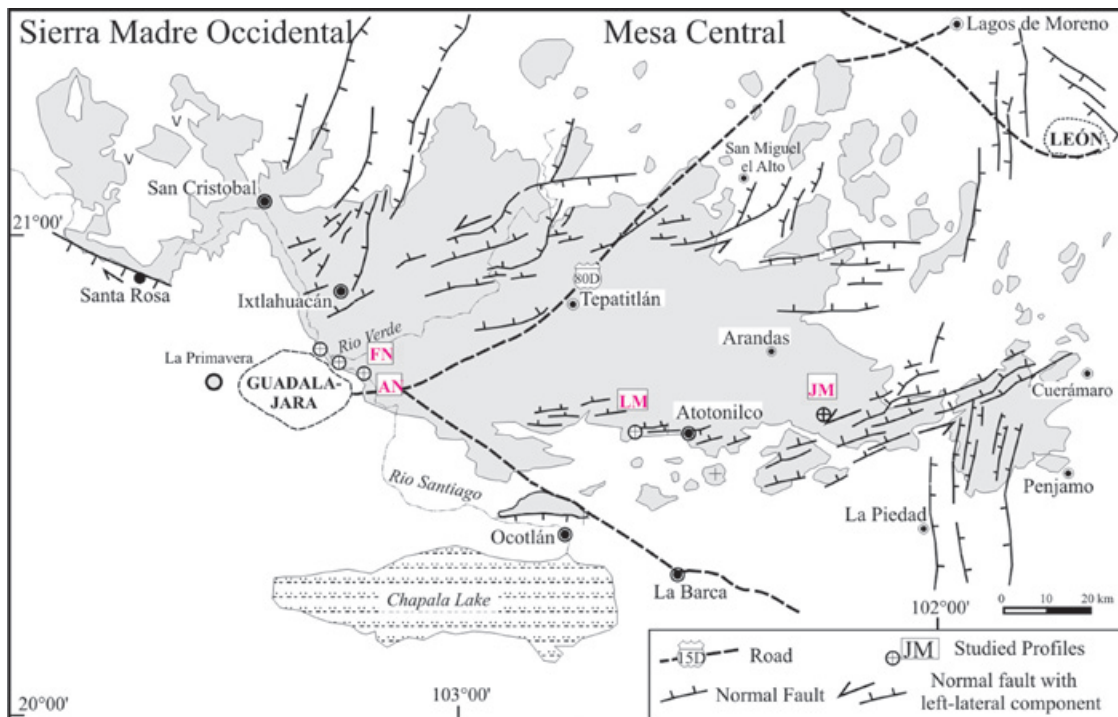 Sierra Madre Occidental
Mesa Central
Lagos de Moreno
LEÓN
San Miguel
el Alto
V
V
San Cristobal
21°00'
Santa Rosa
Ixtlahuacán
80D
Tepatitlán
Rio Verde
FN
La Primavera
GUADALA-
JARA
AN
Arandas
Cuerámaro
LM
JM
Atotonilco
Rio Santiago
Penjamo
La Piedad
Ocotlán
La Barca
Chapala Lake
102°00'
0 10 20 km
15D
Road
JM
Studied Profiles
Normal Fault
Normal fault with
left-lateral component
20°00'
103°00'